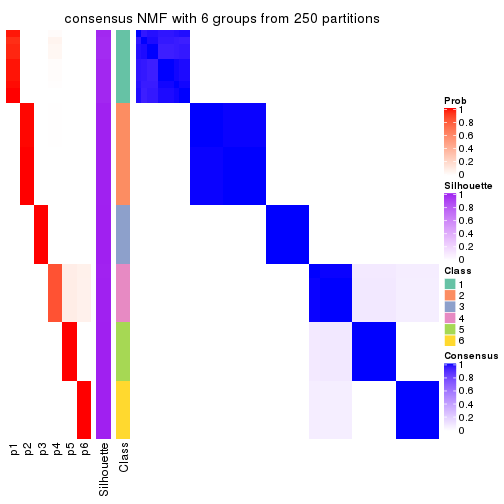 consensus NMF with 6 groups from 250 partitions
Prob
1
0.8
0.6
0.4
0.2
0
Silhouette
1
0.8
0.6
0.4
0.2
0
Class
1
2
3
4
5
6
Consensus
1
0.8
0.6
0.4
0.2
0
p1
p2
p3
p4
p5
p6
Silhouette
Class